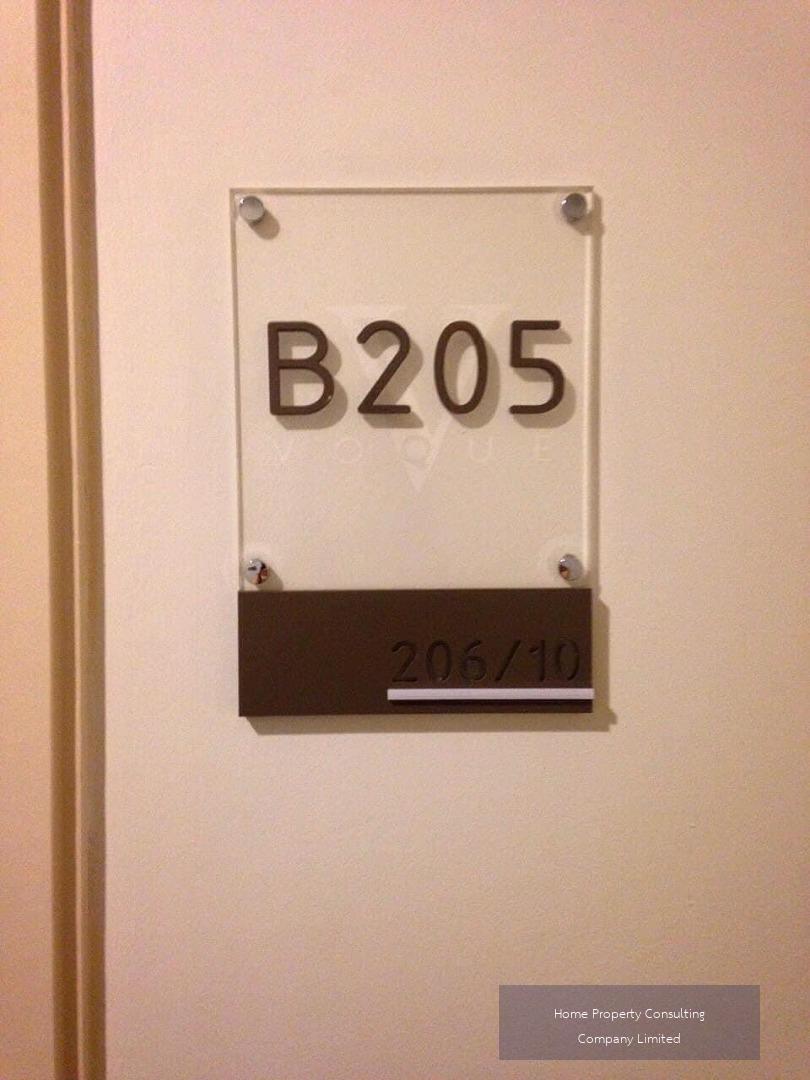 B205
VOGUE
206/10
Home Property Consulting
Company Limited